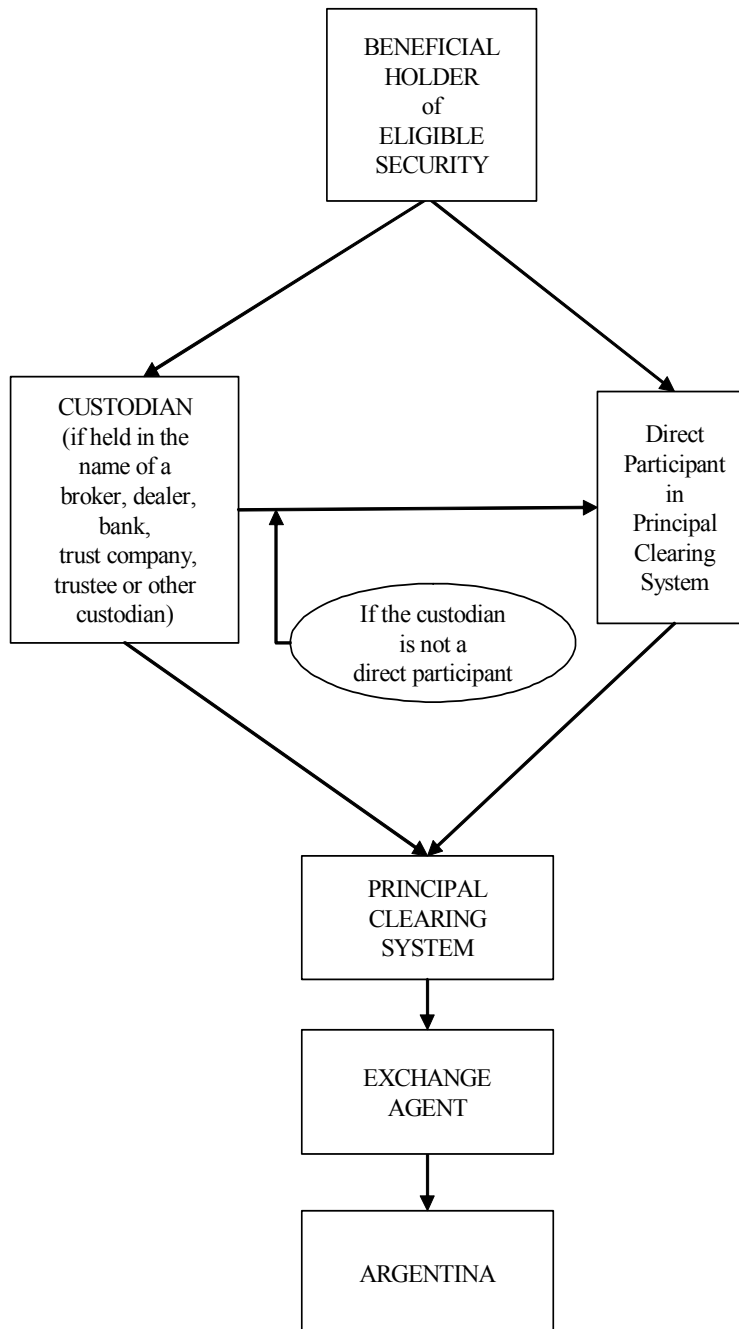 BENEFICIAL
HOLDER
of
ELIGIBLE
SECURITY
CUSTODIAN
(if held in the
name of a
broker, dealer,
bank,
trust company,
trustee or other
custodian)
Direct
Participant
in
Principal
Clearing
System
If the custodian
is not a
direct participant
PRINCIPAL
CLEARING
SYSTEM
EXCHANGE
AGENT
ARGENTINA